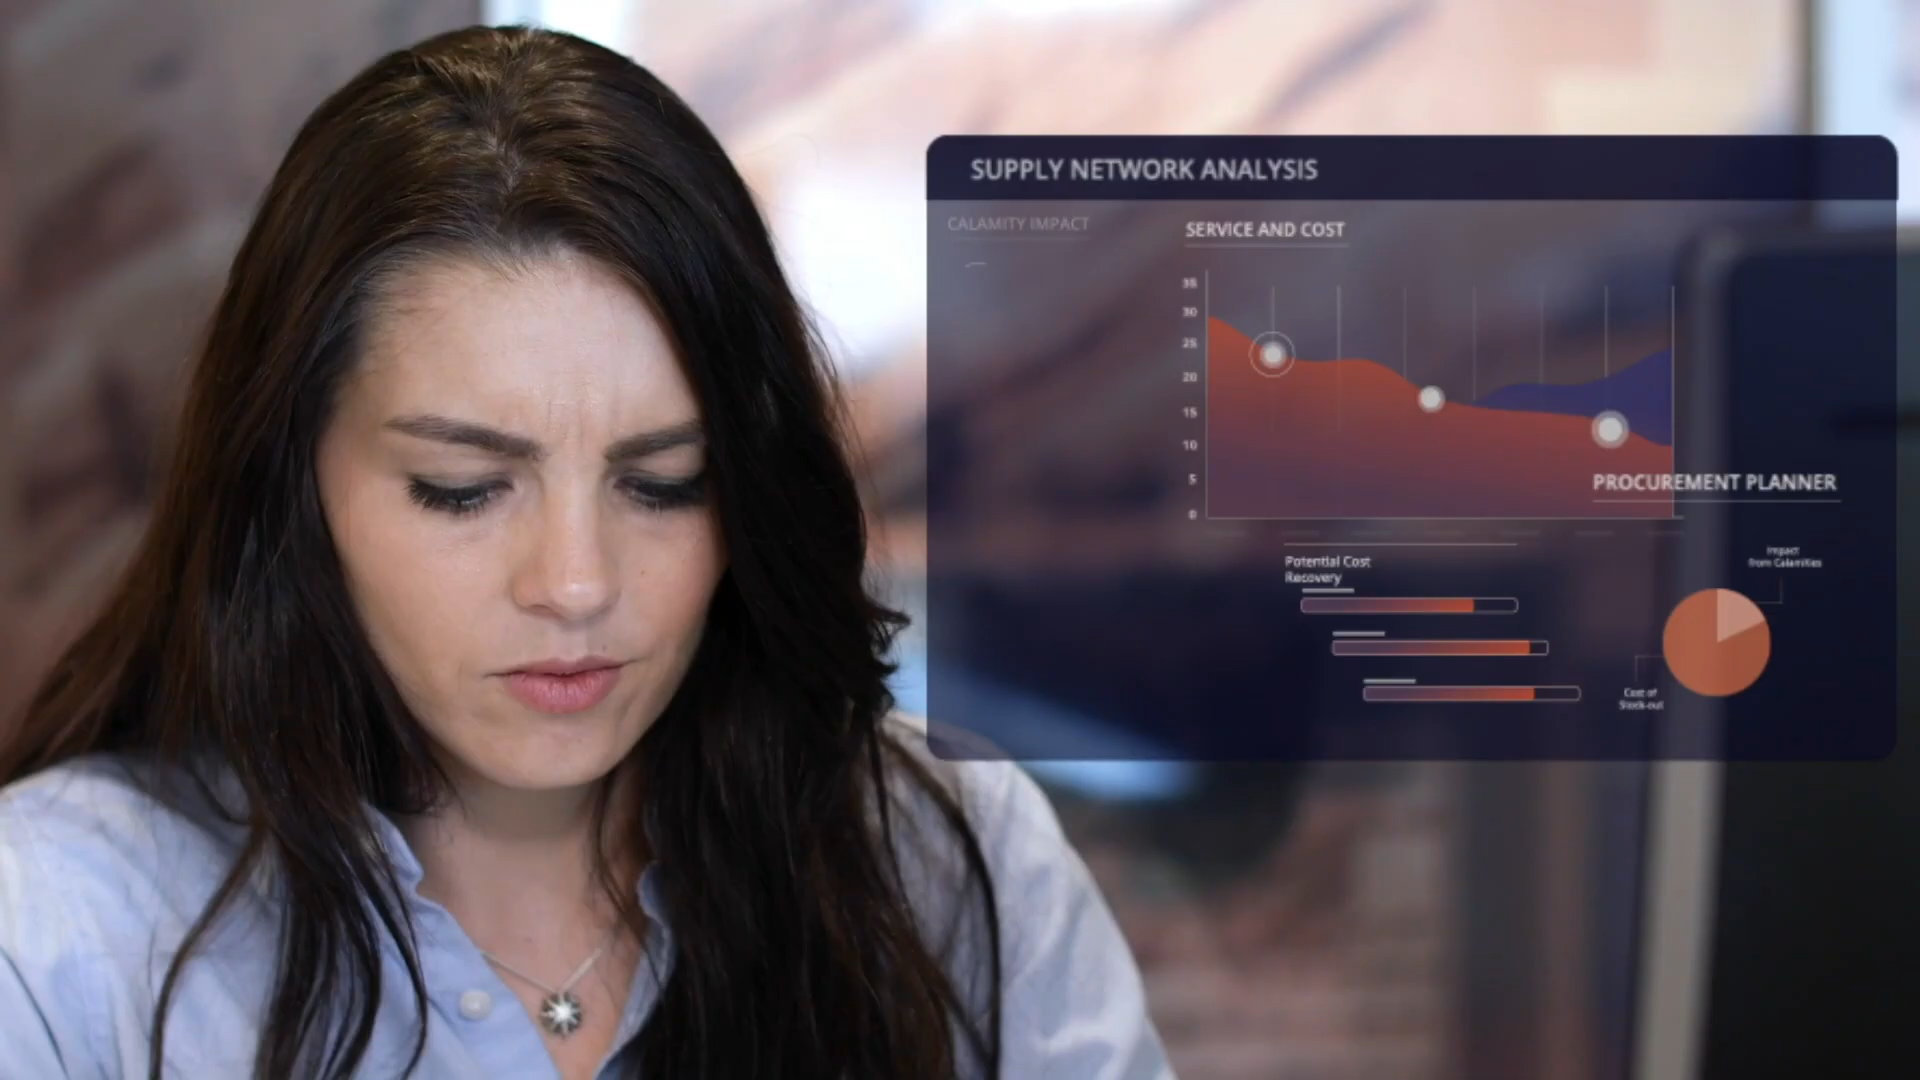 SUPPLY NETWORK ANALYSIS
CALAMITY IMPACT
SERVICE AND COST
35
30
25
20
15
10
5
0
PROCUREMENT PLANNER
Potential Cost
Recovery
Impact
from Calamities
Cost of
Stock-out